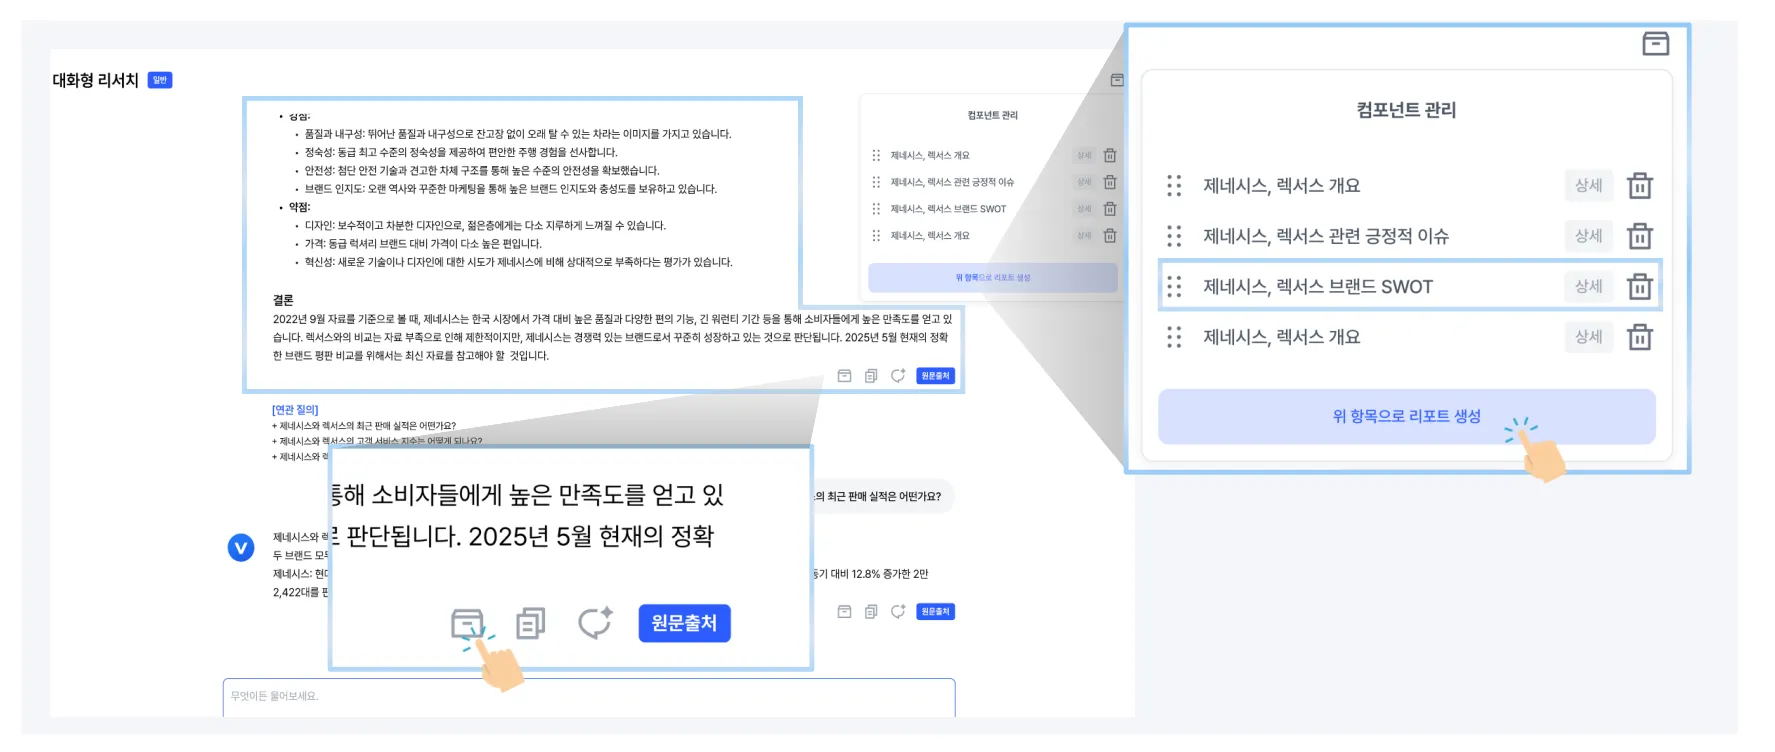 대화형 리서치 일반
• 강점:
• 품질과 내구성: 뛰어난 품질과 내구성으로 잔고장 없이 오래 탈 수 있는 차라는 이미지를 가지고 있습니다.
• 정숙성: 동급 최고 수준의 정숙성을 제공하여 편안한 주행 경험을 선사합니다.
• 안전성: 첨단 안전 기술과 견고한 차체 구조를 통해 높은 수준의 안전성을 확보했습니다.
• 브랜드 인지도: 오랜 역사와 꾸준한 마케팅을 통해 높은 브랜드 인지도와 충성도를 보유하고 있습니다.
• 약점:
• 디자인: 보수적이고 차분한 디자인으로, 젊은층에게는 다소 지루하게 느껴질 수 있습니다.
• 가격: 동급 럭셔리 브랜드 대비 가격이 다소 높은 편입니다.
• 혁신성: 새로운 기술이나 디자인에 대한 시도가 제네시스에 비해 상대적으로 부족하다는 평가가 있습니다.
결론
2022년 9월 자료를 기준으로 볼 때, 제네시스는 한국 시장에서 가격 대비 높은 품질과 다양한 편의 기능, 긴 워런티 기간 등을 통해 소비자들에게 높은 만족도를 얻고 있
습니다. 렉서스와의 비교는 자료 부족으로 인해 제한적이지만, 제네시스는 경쟁력 있는 브랜드로서 꾸준히 성장하고 있는 것으로 판단됩니다. 2025년 5월 현재의 정확
한 브랜드 평판 비교를 위해서는 최신 자료를 참고해야 할 것입니다.
원문출처
[연관 질의]
+ 제네시스와 렉서스의 최근 판매 실적은 어떤가요?
+ 제네시스와 렉서스의 고객 서비스 지수는 어떻게 되나요?
+ 제네시스와 렉
의 최근 판매 실적은 어떤가요?
V
제네시스와 렉
두 브랜드 모두
제네시스: 현대
동기 대비 12.8% 증가한 2만
2,422대를 판
원문출처
통해 소비자들에게 높은 만족도를 얻고 있
로 판단됩니다. 2025년 5월 현재의 정확
원문출처
무엇이든 물어보세요.
컴포넌트 관리
제네시스, 렉서스 개요 상세
제네시스, 렉서스 관련 긍정적 이슈 상세
제네시스, 렉서스 브랜드 SWOT 상세
제네시스, 렉서스 개요 상세
위 항목으로 리포트 생성
컴포넌트 관리
제네시스, 렉서스 개요 상세
제네시스, 렉서스 관련 긍정적 이슈 상세
제네시스, 렉서스 브랜드 SWOT 상세
제네시스, 렉서스 개요 상세
위 항목으로 리포트 생성